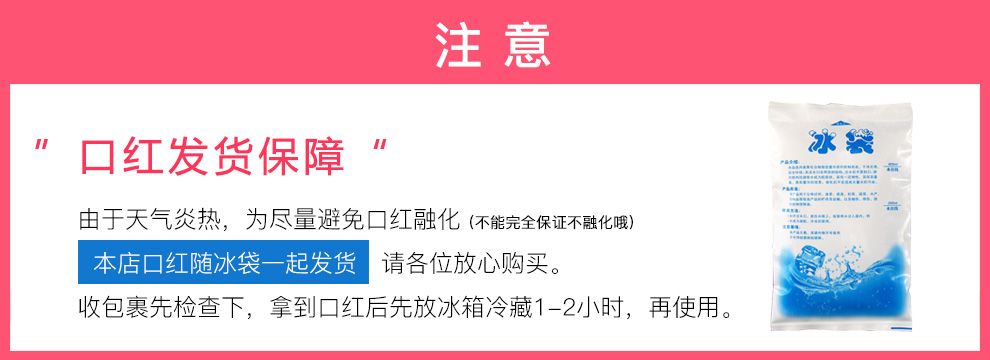 注 意
” 口红发货保障 “
由于天气炎热，为尽量避免口红融化（不能完全保证不融化哦）
本店口红随冰袋一起发货 请各位放心购买。
收包裹先检查下，拿到口红后先放冰箱冷藏1-2小时，再使用。
冰袋